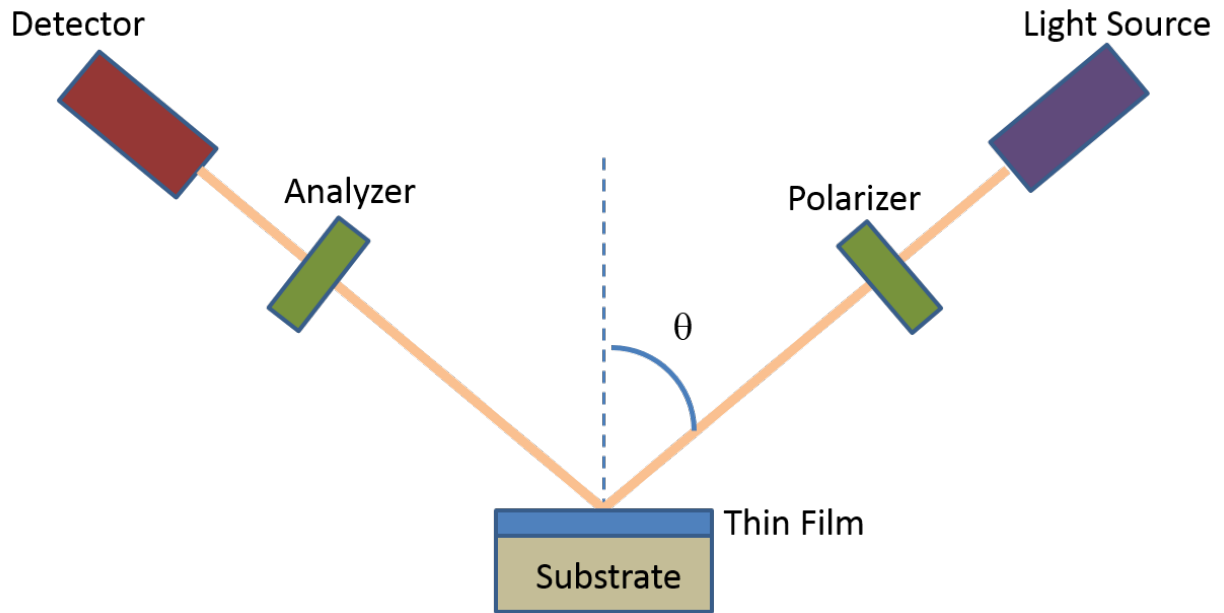 Detector
Light Source
Analyzer
Polarizer
θ
Thin Film
Substrate